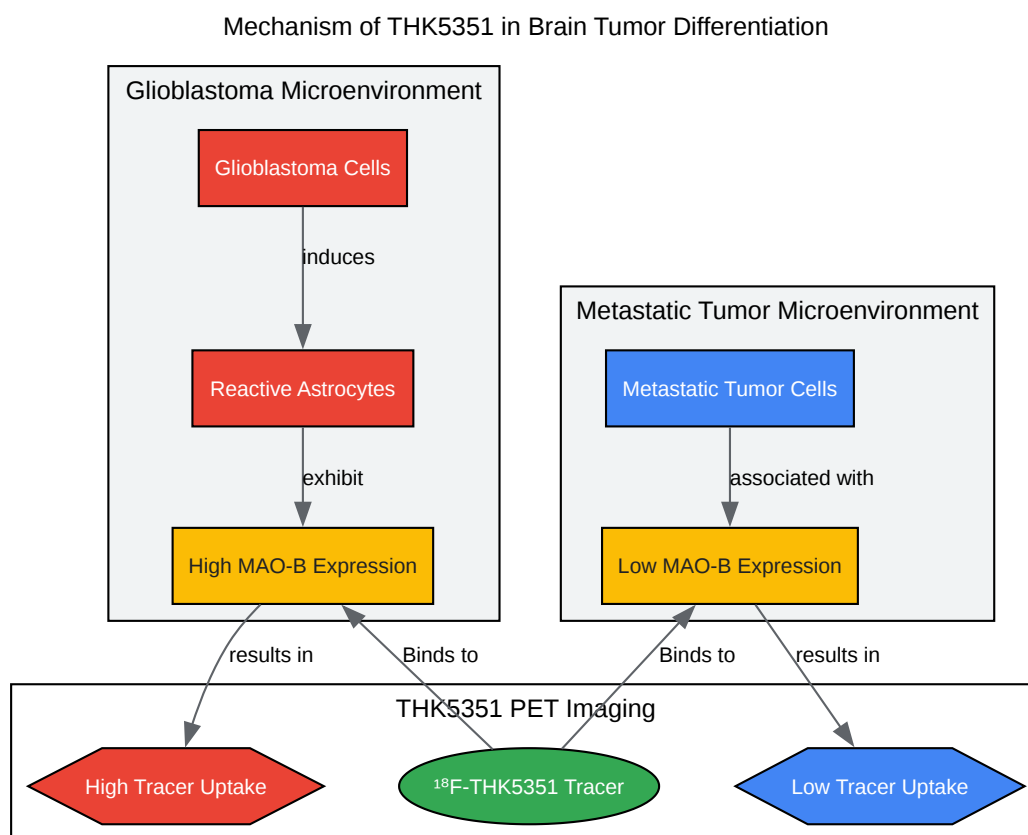 Mechanism of THK5351 in Brain Tumor Differentiation
Glioblastoma Microenvironment
Glioblastoma Cells
induces
Reactive Astrocytes
exhibit
High MAO-B Expression
Metastatic Tumor Microenvironment
Metastatic Tumor Cells
associated with
Low MAO-B Expression
results in
Binds to
Binds to
results in
THK5351 PET Imaging
High Tracer Uptake
¹⁸F-THK5351 Tracer
Low Tracer Uptake